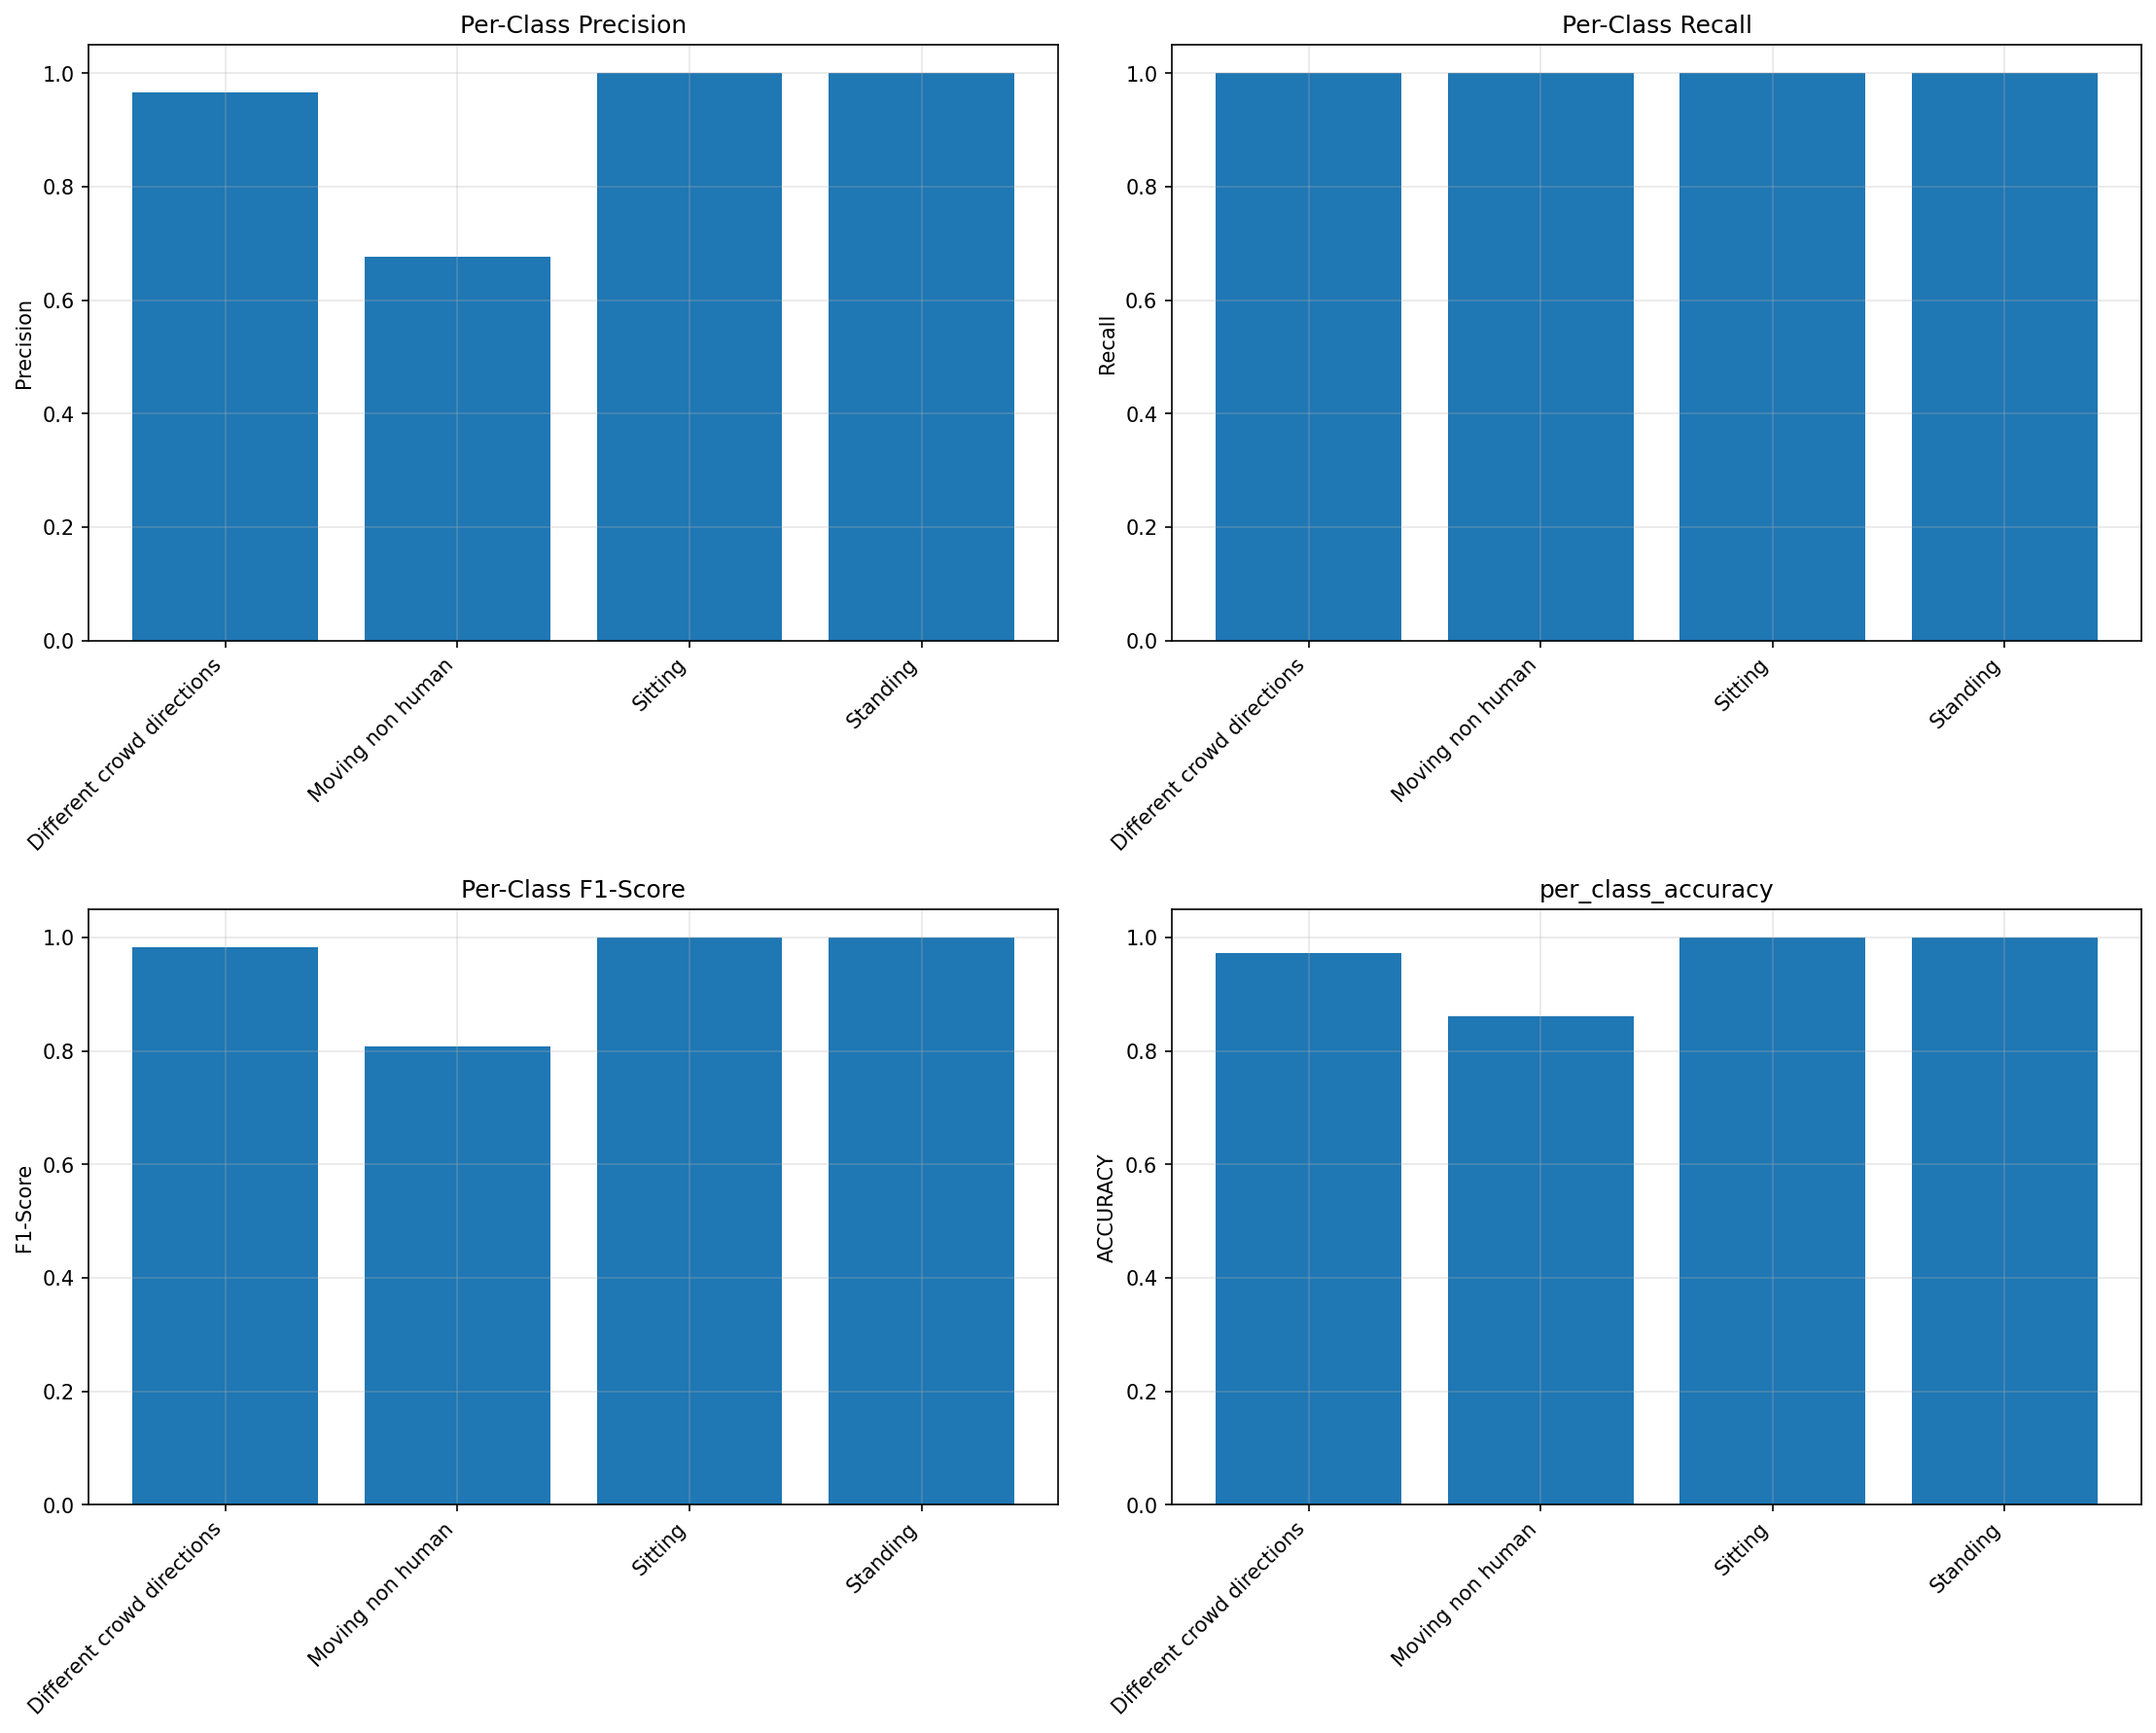 Per-Class Precision
Precision
1.0
0.8
0.6
0.4
0.2
0.0
Different crowd directions
Moving non human
Sitting
Standing
Per-Class Recall
Recall
1.0
0.8
0.6
0.4
0.2
0.0
Different crowd directions
Moving non human
Sitting
Standing
Per-Class F1-Score
F1-Score
1.0
0.8
0.6
0.4
0.2
0.0
Different crowd directions
Moving non human
Sitting
Standing
per_class_accuracy
ACCURACY
1.0
0.8
0.6
0.4
0.2
0.0
Different crowd directions
Moving non human
Sitting
Standing